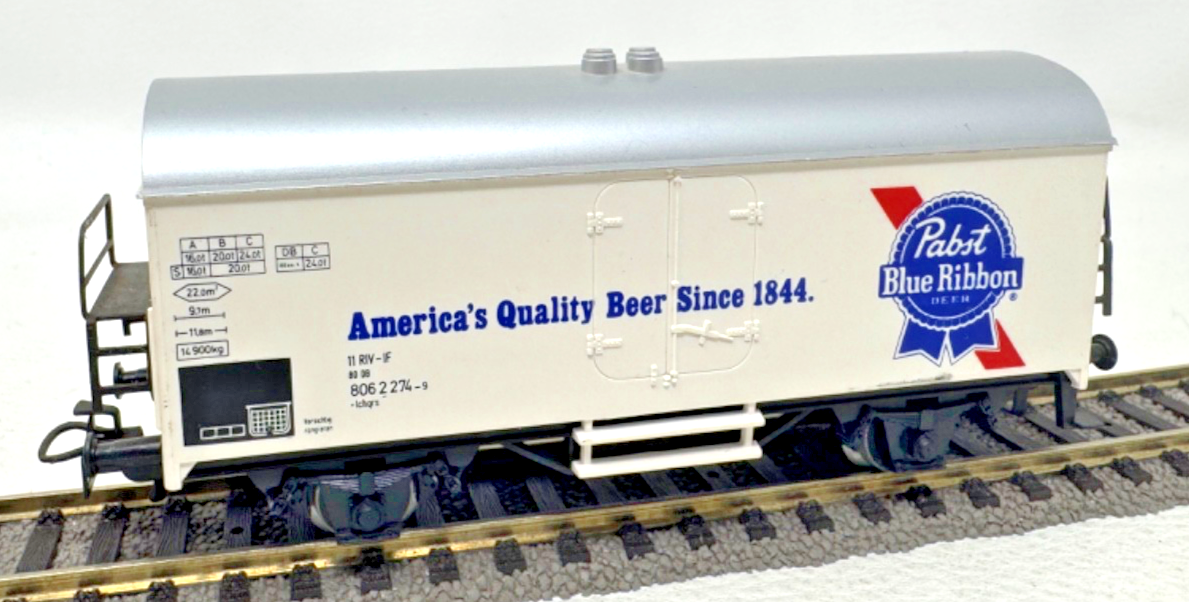 A B C
16,0t 20,0t 24,0t
S 16,0t 20,0t
DB C
24,0t
22,0m²
9,1m
11,6m
14 900kg
America's Quality Beer Since 1844.
11 RIV-IF
80 DB
806 2 274-9
-Ichqrs
Pabst
Blue Ribbon
BEER
®